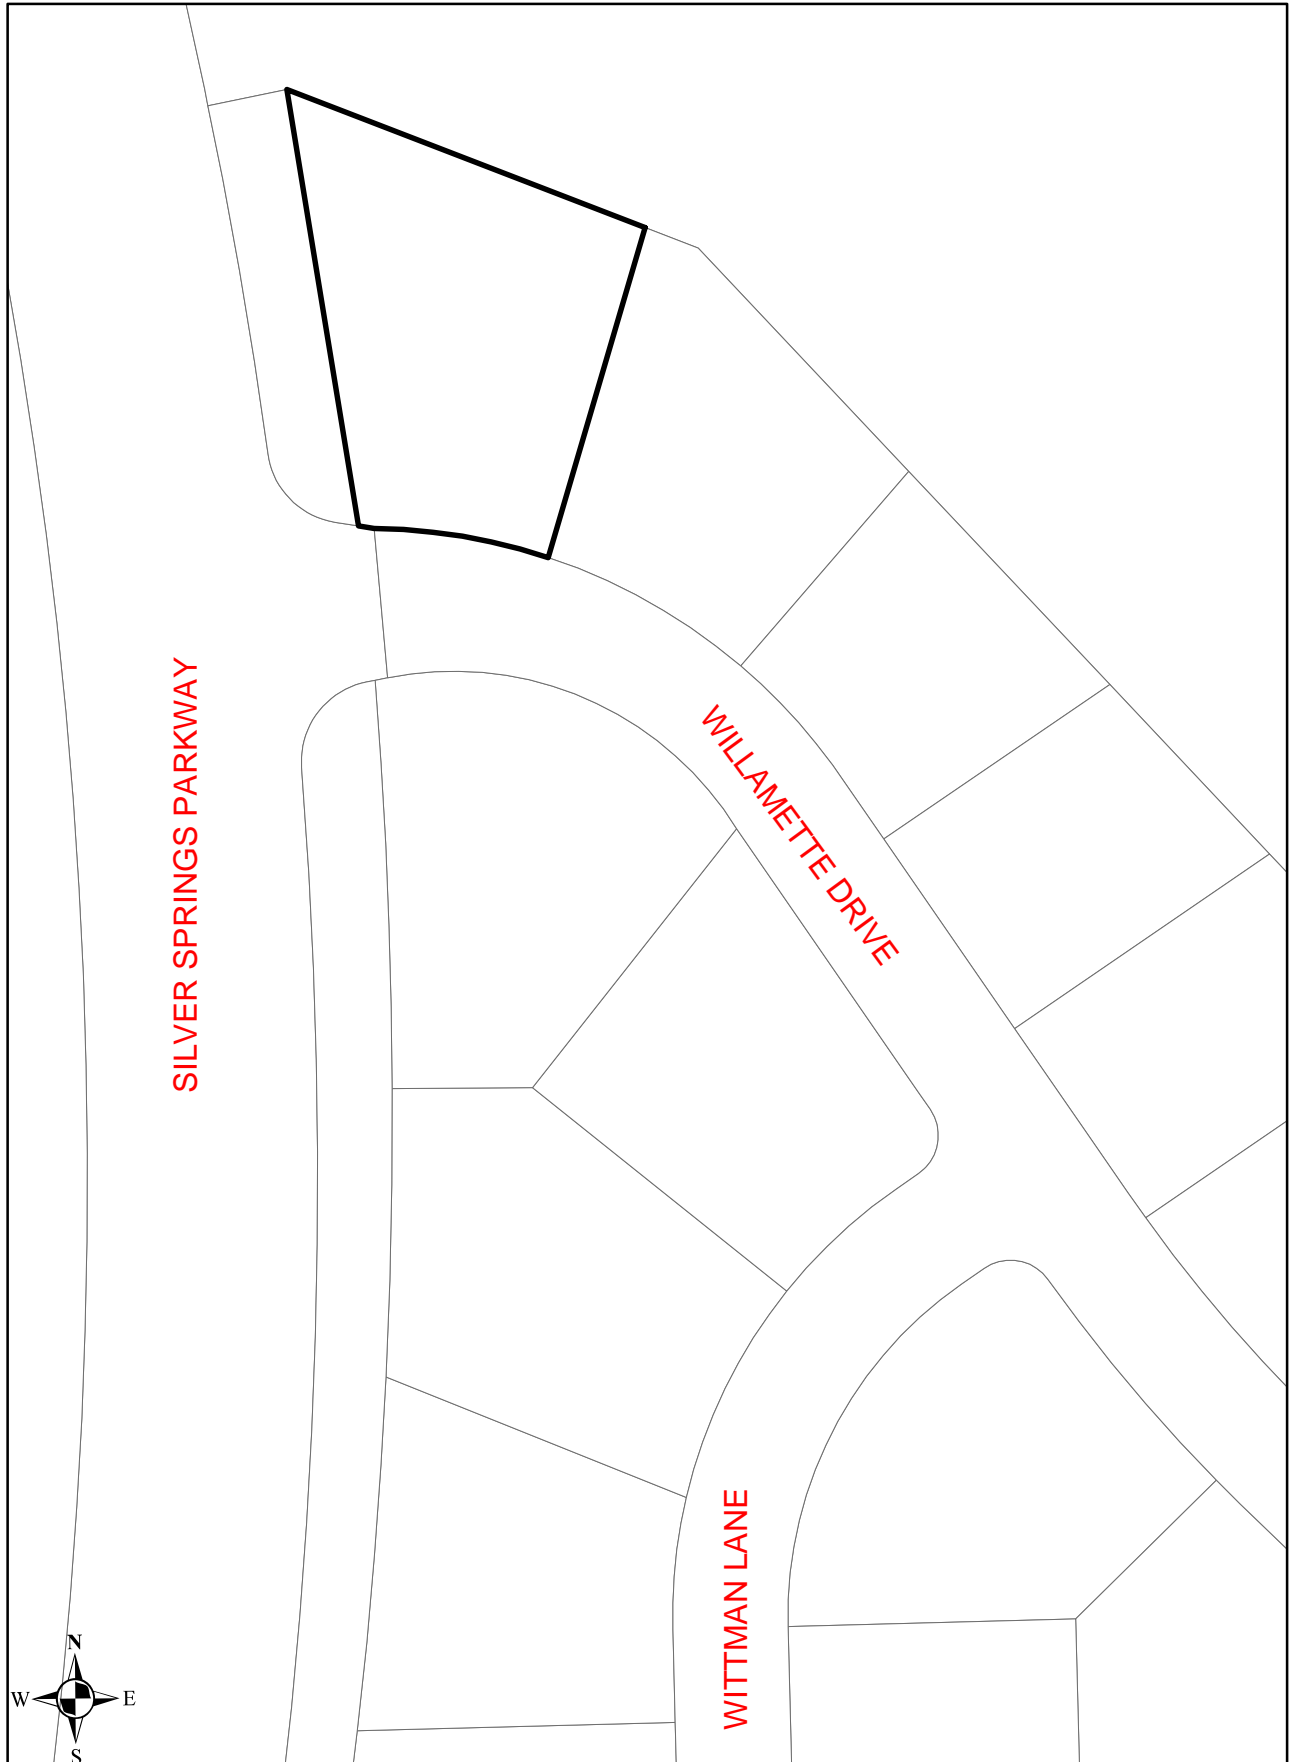 SILVER SPRINGS PARKWAY
WILLAMETTE DRIVE
WITTMAN LANE
N
W E
S